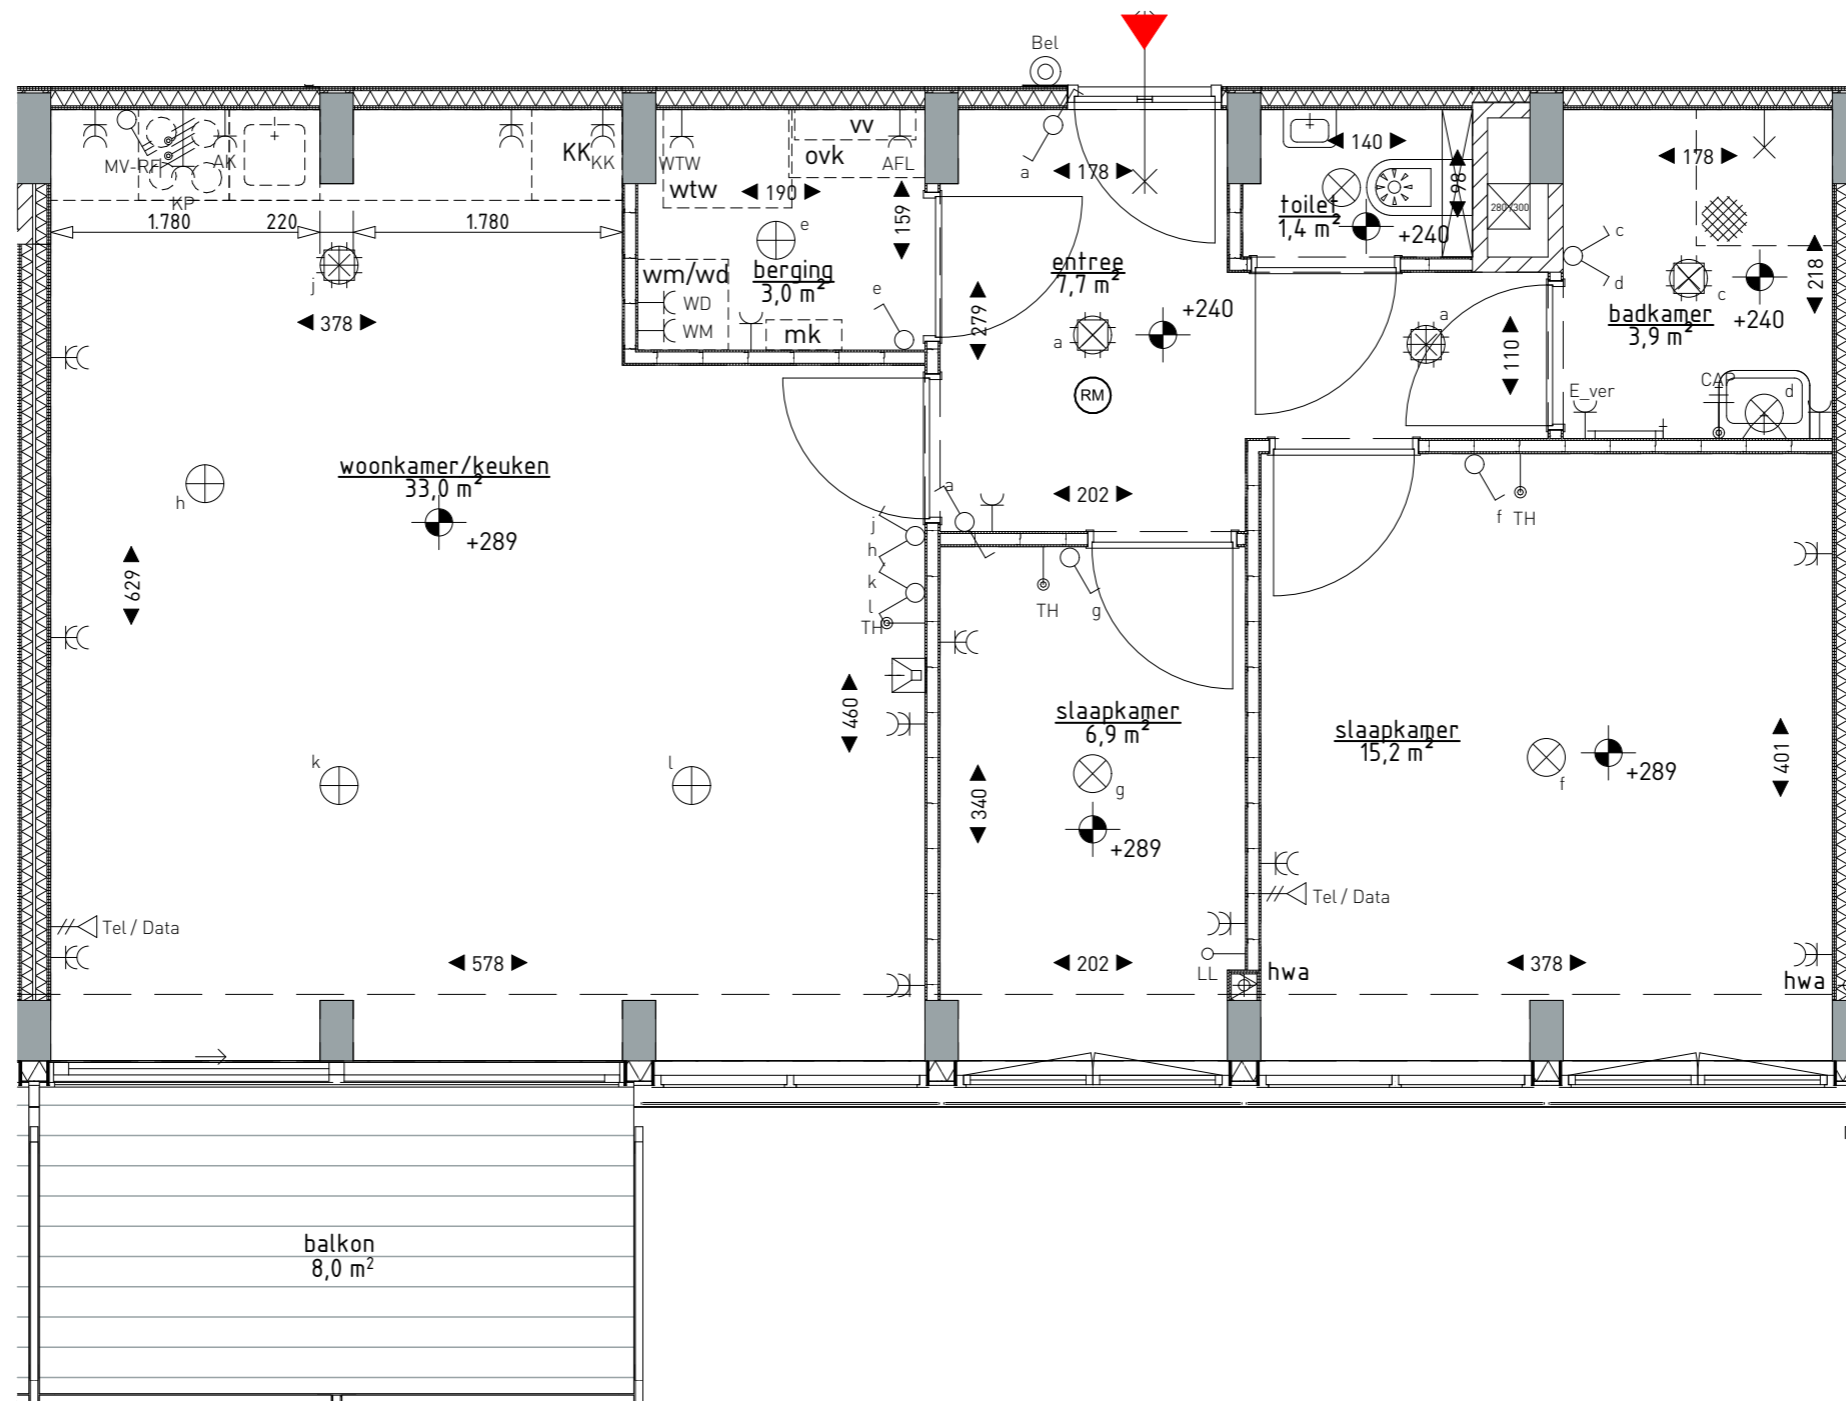 Bel
MV-RF
AK
KP
KK
KK
WTW
wtw
vv
ovk
AFL
a
178
140
98
178
280x300
1.780
220
1.780
190
159
e
toilet
1,4 m²
+240
c
d
j
378
wm/wd
WD
WM
berging
3,0 m²
mk
e
entree
7,7 m²
279
+240
a
RM
a
110
c
218
badkamer
3,9 m²
+240
E_ver
CAP
d
woonkamer/keuken
33,0 m²
+289
h
629
j
h
k
l
TH
a
202
TH
g
f
TH
460
slaapkamer
6,9 m²
g
340
+289
slaapkamer
15,2 m²
f
+289
401
k
l
Tel / Data
Tel / Data
578
202
LL
hwa
378
hwa
balkon
8,0 m²